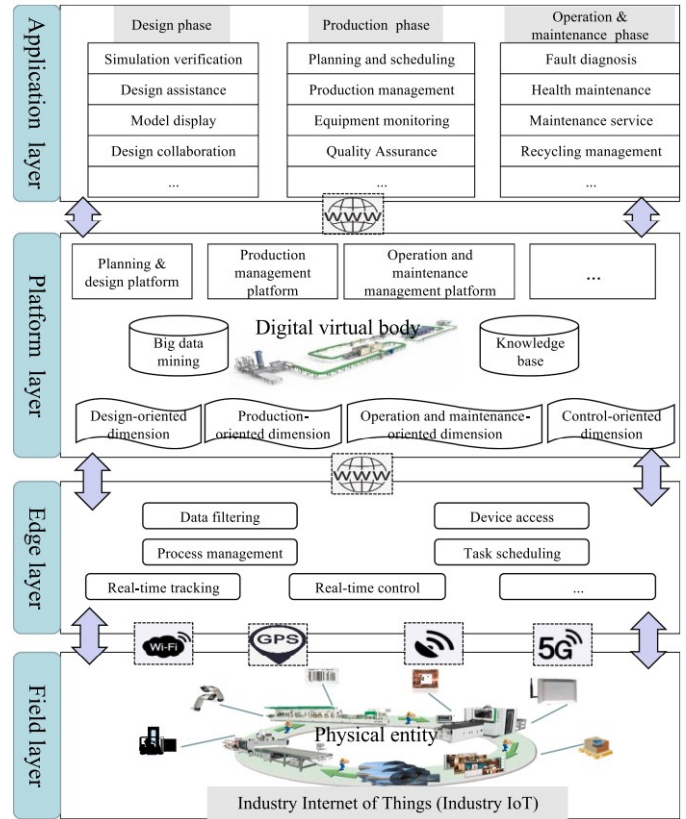 Application layer
Design phase
Simulation verification
Design assistance
Model display
Design collaboration
...
Production phase
Planning and scheduling
Production management
Equipment monitoring
Quality Assurance
...
Operation &
maintenance phase
Fault diagnosis
Health maintenance
Maintenance service
Recycling management
...
WWW
Platform layer
Planning &
design platform
Production
management
platform
Operation and
maintenance
management platform
...
Digital virtual body
Big data
mining
Knowledge
base
Design-oriented
dimension
Production-
oriented dimension
Operation and maintenance-
oriented dimension
Control-oriented
dimension
WWW
Edge layer
Data filtering
Device access
Process management
Task scheduling
Real-time tracking
Real-time control
...
Wi-Fi
GPS
5G
Field layer
Physical entity
Industry Internet of Things (Industry IoT)